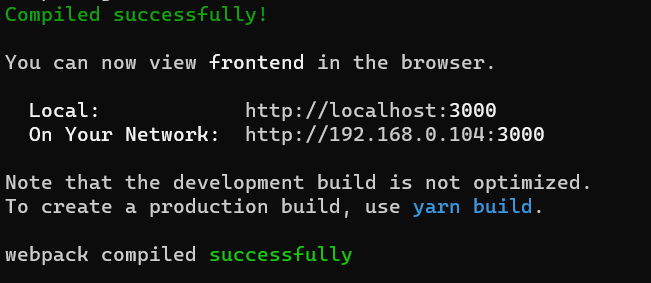 Compiled successfully!
You can now view frontend in the browser.
Local: http://localhost:3000
On Your Network: http://192.168.0.104:3000
Note that the development build is not optimized.
To create a production build, use yarn build.
webpack compiled successfully